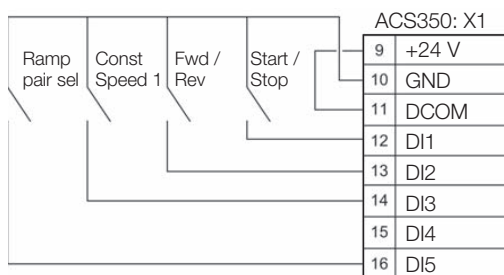 ACS350: X1
Ramp pair sel
Const Speed 1
Fwd / Rev
Start / Stop
9 +24 V
10 GND
11 DCOM
12 DI1
13 DI2
14 DI3
15 DI4
16 DI5